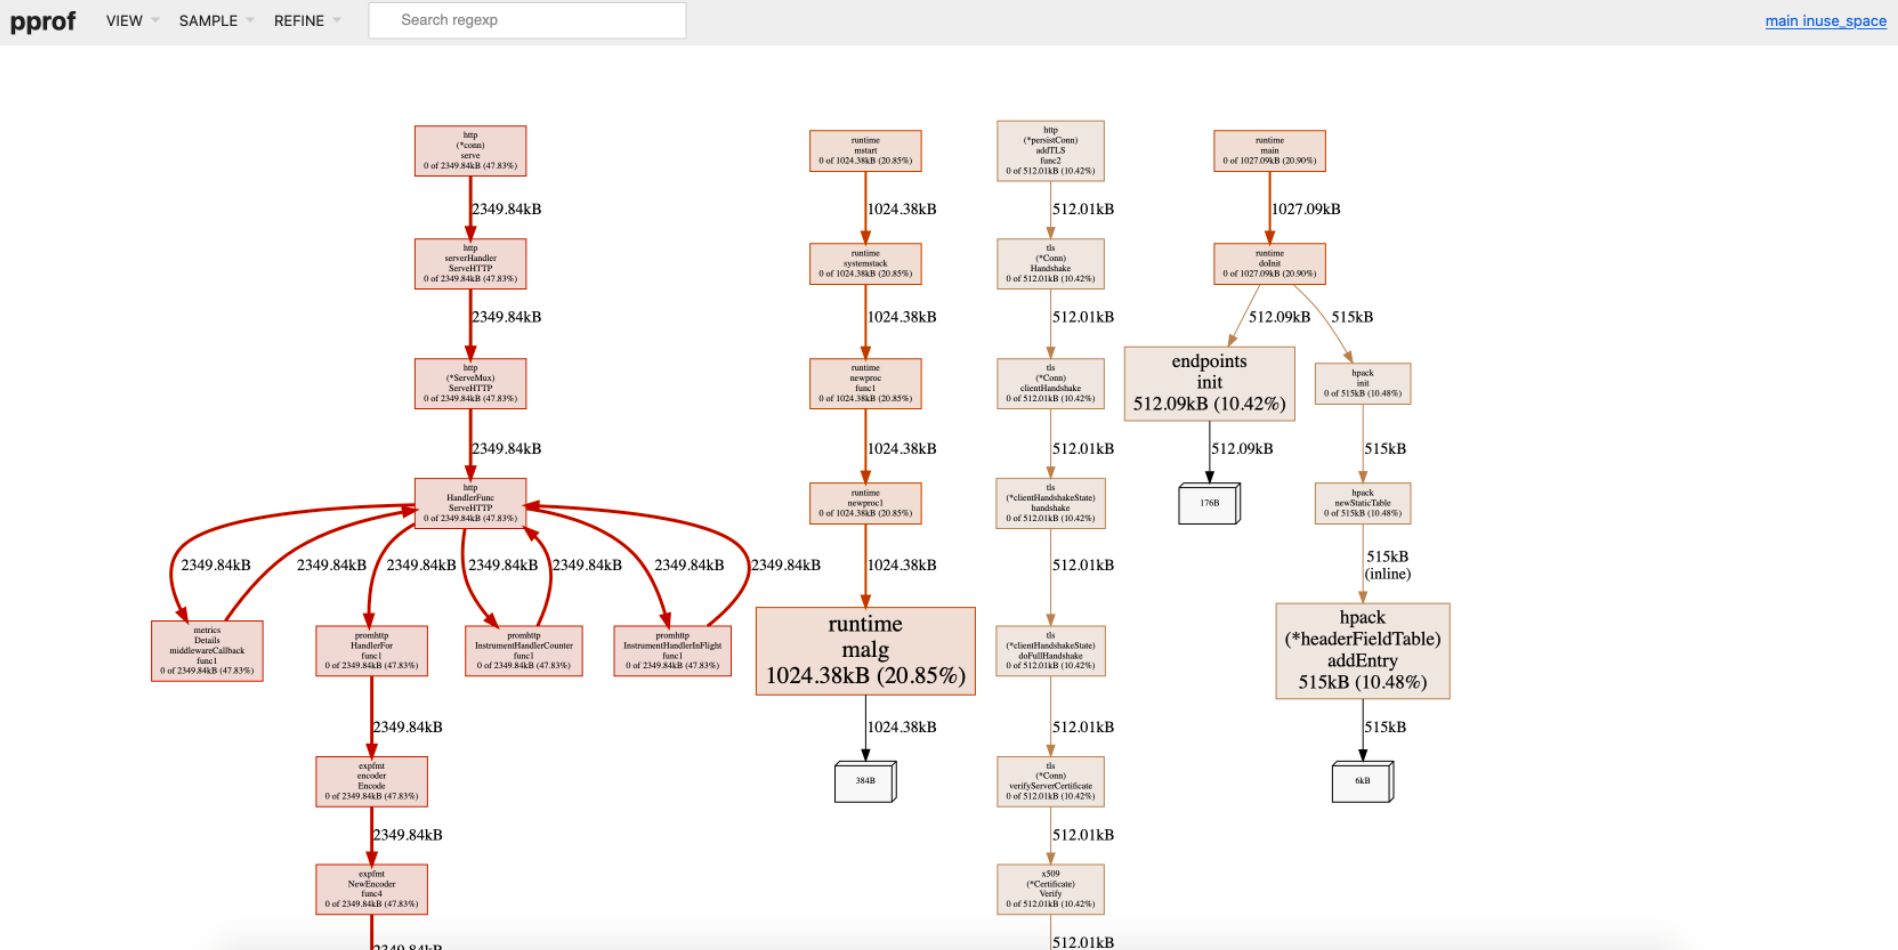 pprof VIEW SAMPLE REFINE Search regexp main inuse_space
http
(*conn)
serve
0 of 2349.84kB (47.83%)
2349.84kB
http
serverHandler
ServeHTTP
0 of 2349.84kB (47.83%)
2349.84kB
http
(*ServeMux)
ServeHTTP
0 of 2349.84kB (47.83%)
2349.84kB
http
HandlerFunc
ServeHTTP
0 of 2349.84kB (47.83%)
2349.84kB 2349.84kB 2349.84kB 2349.84kB 2349.84kB 2349.84kB 2349.84kB
metrics
Details
middlewareCallback
func1
0 of 2349.84kB (47.83%)
promhttp
HandlerFor
func1
0 of 2349.84kB (47.83%)
promhttp
InstrumentHandlerCounter
func1
0 of 2349.84kB (47.83%)
promhttp
InstrumentHandlerInFlight
func1
0 of 2349.84kB (47.83%)
2349.84kB
expfmt
encoder
Encode
0 of 2349.84kB (47.83%)
2349.84kB
expfmt
NewEncoder
func4
0 of 2349.84kB (47.83%)
2349.84kB
runtime
mstart
0 of 1024.38kB (20.85%)
1024.38kB
runtime
systemstack
0 of 1024.38kB (20.85%)
1024.38kB
runtime
newproc
func1
0 of 1024.38kB (20.85%)
1024.38kB
runtime
newproc1
0 of 1024.38kB (20.85%)
1024.38kB
runtime
malg
1024.38kB (20.85%)
1024.38kB
384B
http
(*persistConn)
addTLS
func2
0 of 512.01kB (10.42%)
512.01kB
tls
(*Conn)
Handshake
0 of 512.01kB (10.42%)
512.01kB
tls
(*Conn)
clientHandshake
0 of 512.01kB (10.42%)
512.01kB
tls
(*clientHandshakeState)
handshake
0 of 512.01kB (10.42%)
512.01kB
tls
(*clientHandshakeState)
doFullHandshake
0 of 512.01kB (10.42%)
512.01kB
tls
(*Conn)
verifyServerCertificate
0 of 512.01kB (10.42%)
512.01kB
x509
(*Certificate)
Verify
0 of 512.01kB (10.42%)
512.01kB
runtime
main
0 of 1027.09kB (20.90%)
1027.09kB
runtime
doInit
0 of 1027.09kB (20.90%)
512.09kB 515kB
endpoints
init
512.09kB (10.42%)
512.09kB
176B
hpack
init
0 of 515kB (10.48%)
515kB
hpack
newStaticTable
0 of 515kB (10.48%)
515kB
(inline)
hpack
(*headerFieldTable)
addEntry
515kB (10.48%)
515kB
6kB